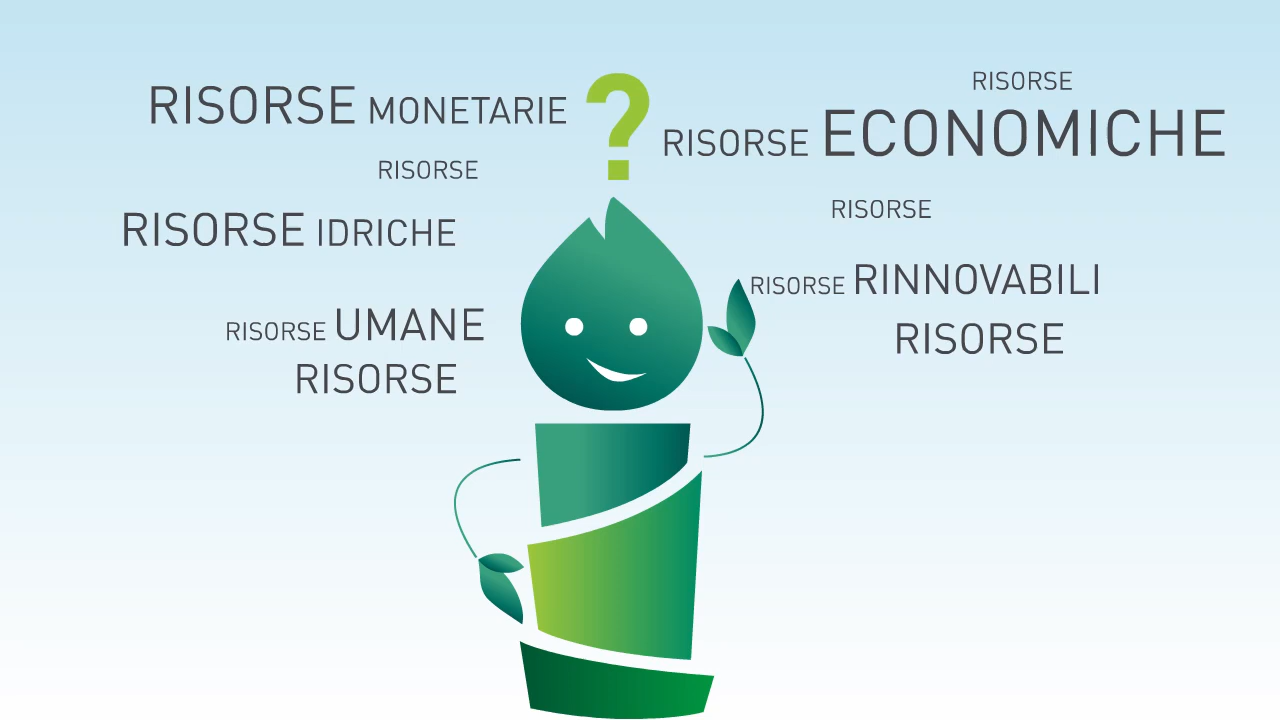 RISORSE MONETARIE
RISORSE
RISORSE IDRICHE
RISORSE UMANE
RISORSE
?
RISORSE
RISORSE ECONOMICHE
RISORSE
RISORSE RINNOVABILI
RISORSE